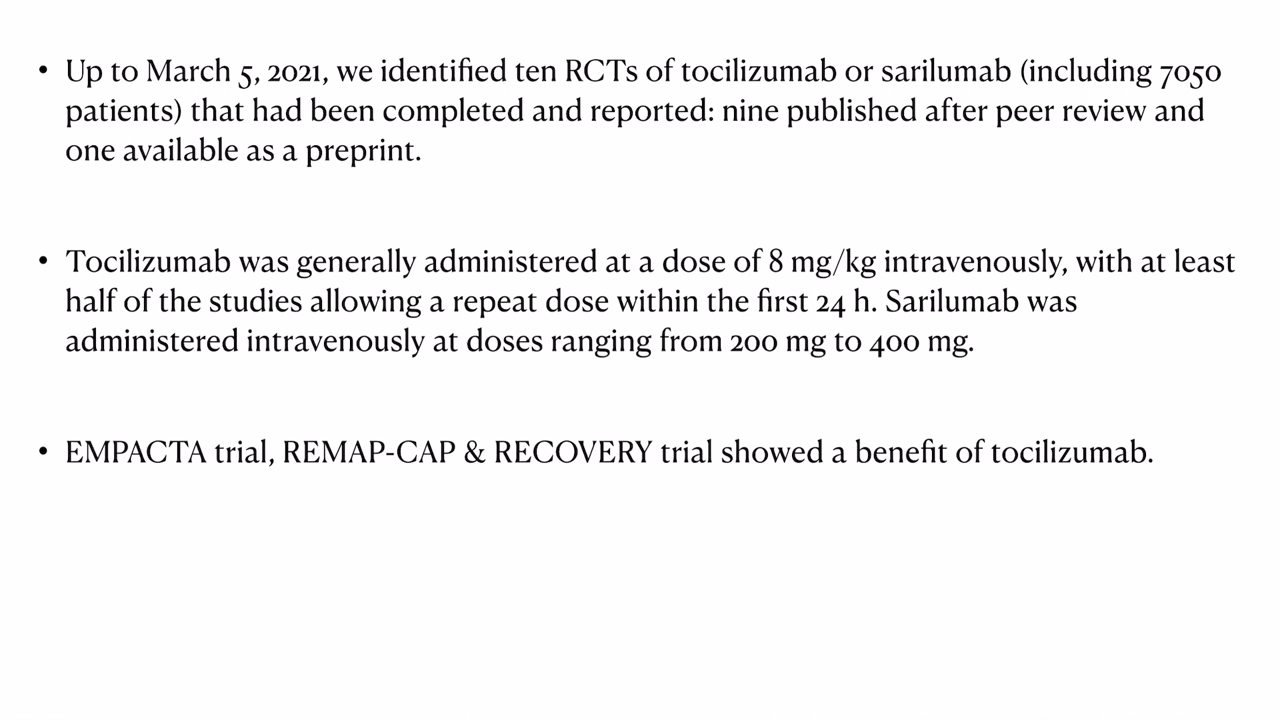 • Up to March 5, 2021, we identified ten RCTs of tocilizumab or sarilumab (including 7050
patients) that had been completed and reported: nine published after peer review and
one available as a preprint.
• Tocilizumab was generally administered at a dose of 8 mg/kg intravenously, with at least
half of the studies allowing a repeat dose within the first 24 h. Sarilumab was
administered intravenously at doses ranging from 200 mg to 400 mg.
• EMPACTA trial, REMAP-CAP & RECOVERY trial showed a benefit of tocilizumab.